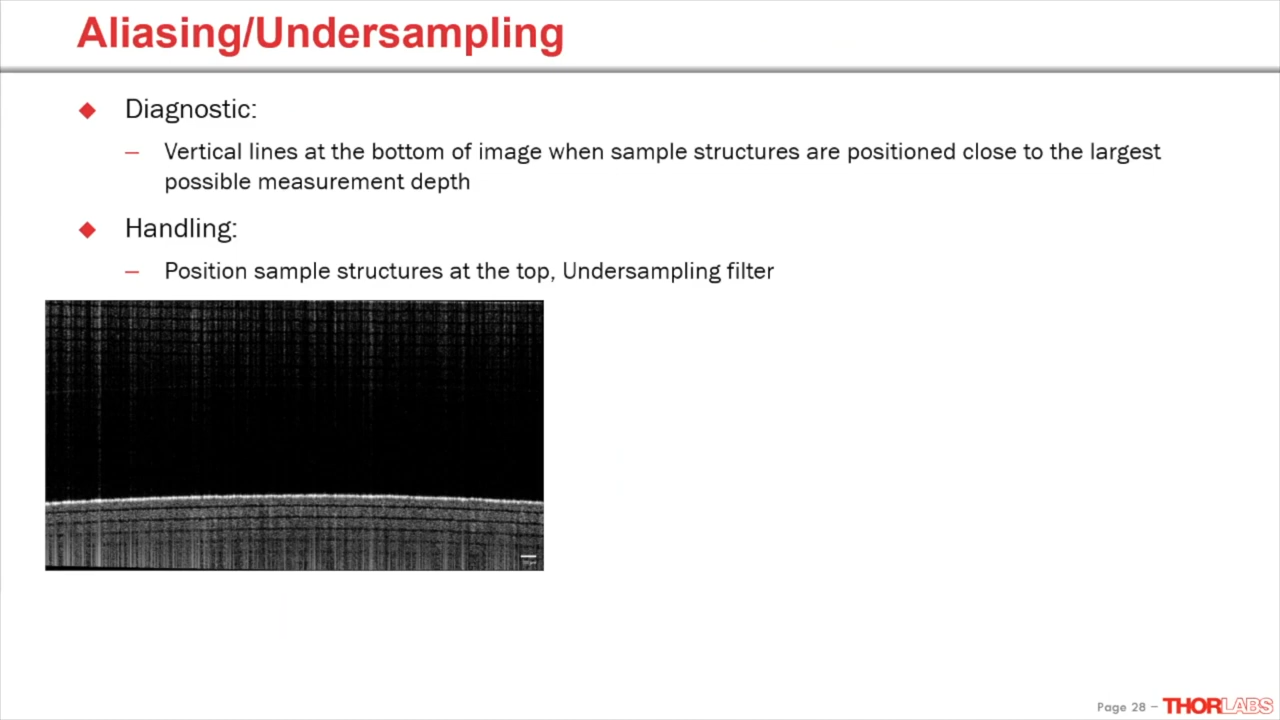 Aliasing/Undersampling
Diagnostic:
– Vertical lines at the bottom of image when sample structures are positioned close to the largest
possible measurement depth
Handling:
– Position sample structures at the top, Undersampling filter
Page 28 – THORLABS